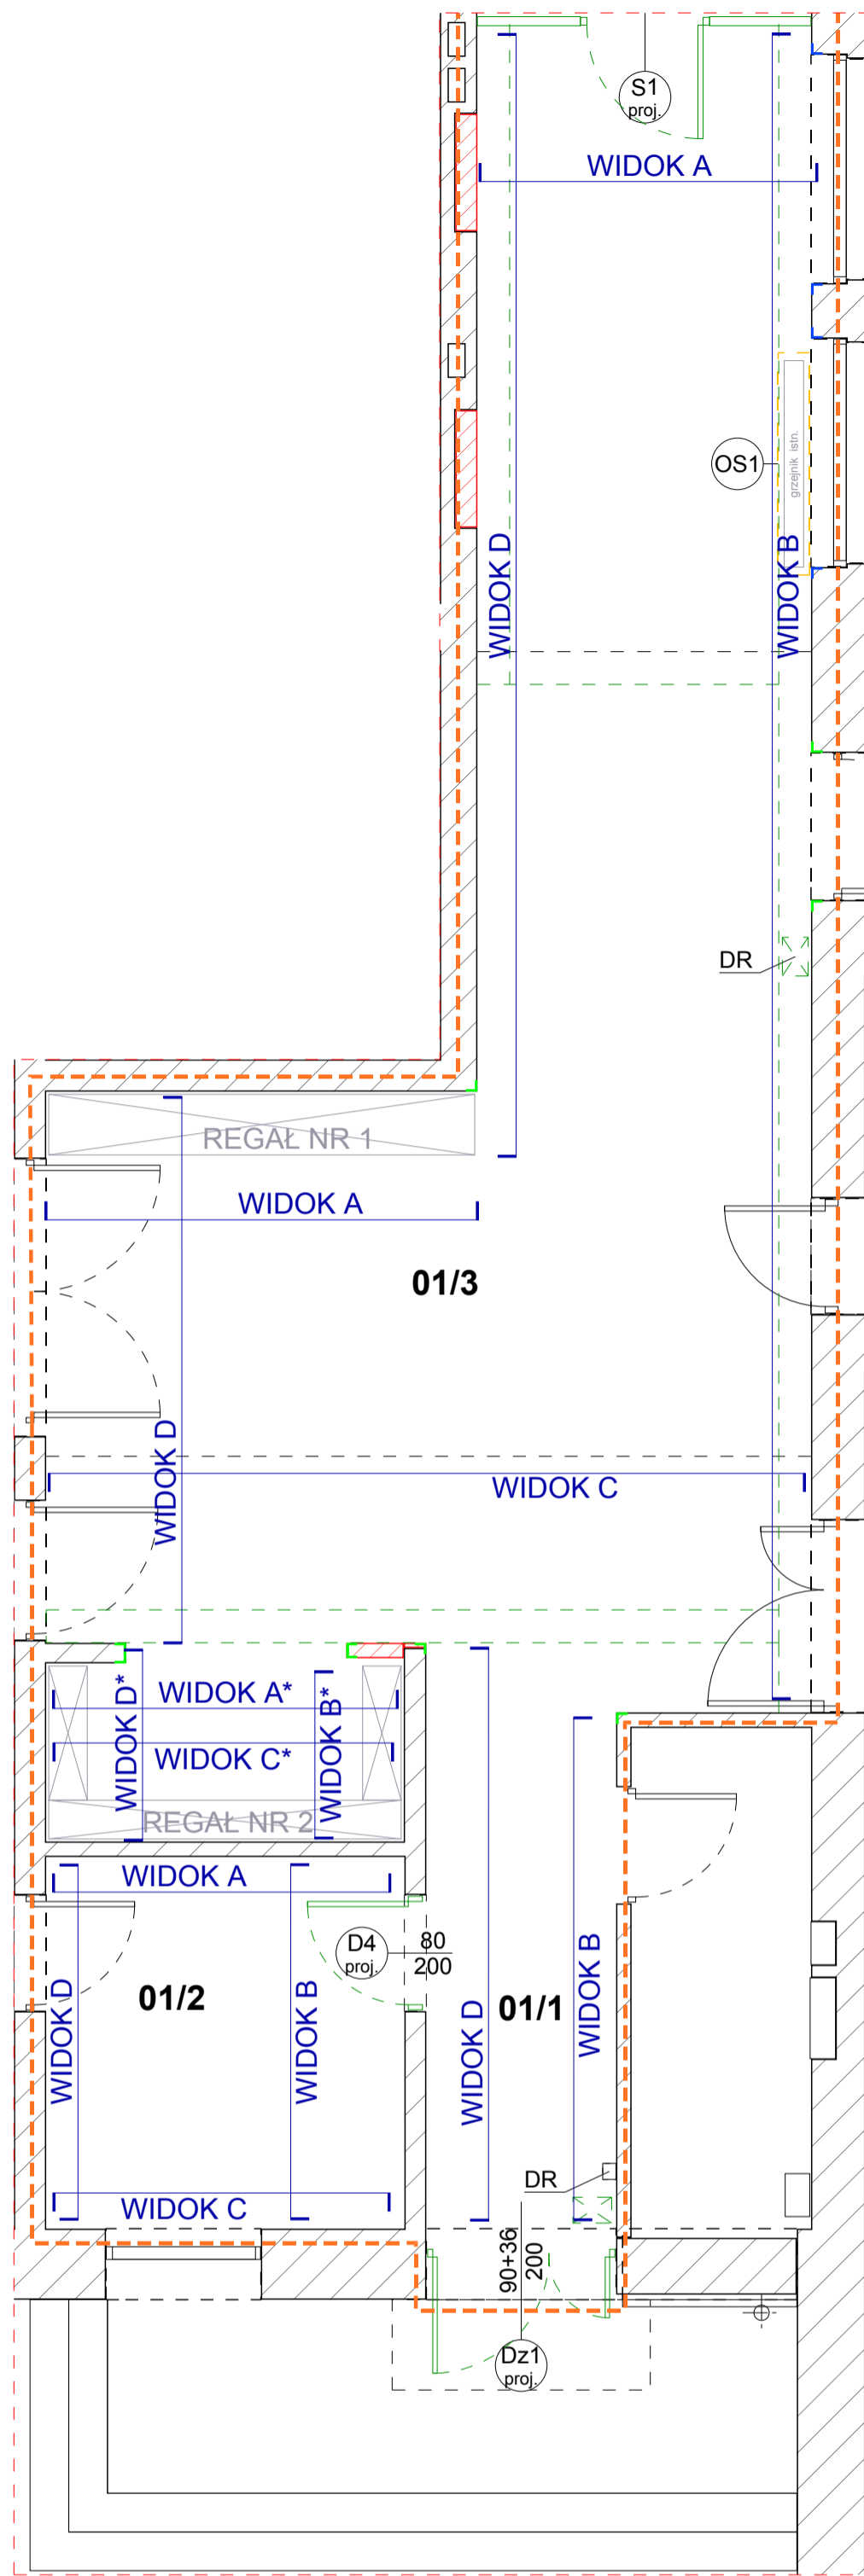 S1
proj.
WIDOK A
OS1
grzejnik istn.
WIDOK D
WIDOK B
DR
REGAŁ NR 1
WIDOK A
01/3
WIDOK D
WIDOK C
WIDOK D*
WIDOK A*
WIDOK B*
WIDOK C*
REGAŁ NR 2
WIDOK A
D4
proj.
80
200
01/2
01/1
WIDOK D
WIDOK B
WIDOK D
WIDOK B
DR
WIDOK C
90+36
200
Dz1
proj.